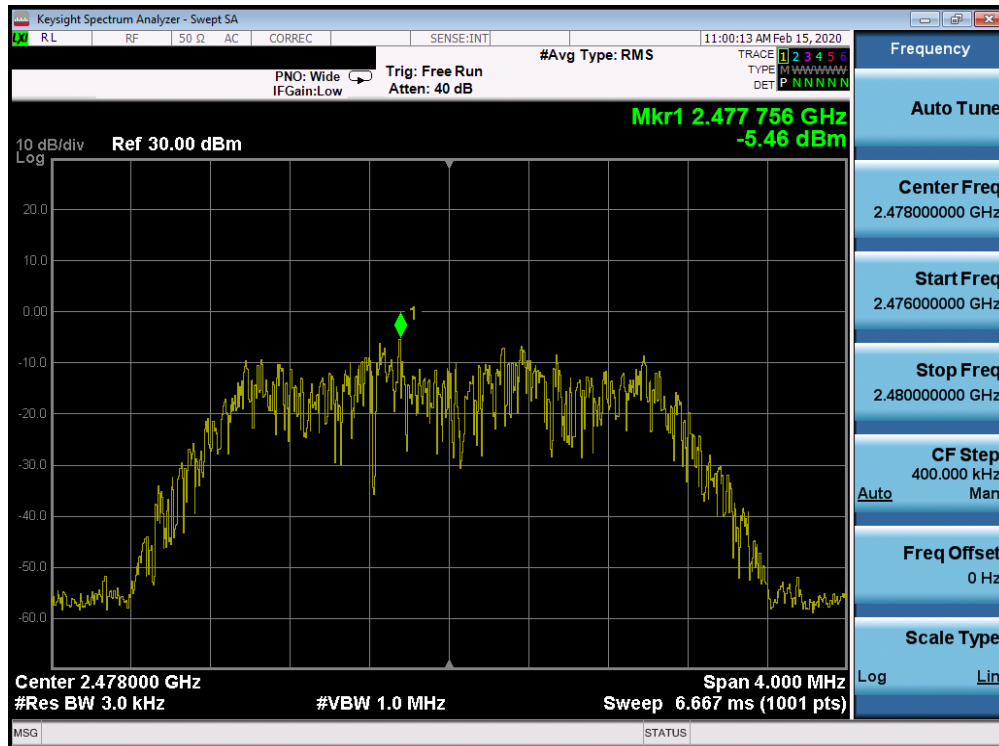 Keysight Spectrum Analyzer - Swept SA
LXI RL RF 50 Ω AC CORREC SENSE:INT 11:00:13 AM Feb 15, 2020
#Avg Type: RMS
TRACE 1 2 3 4 5 6
TYPE M W W W W W
DET P N N N N N
PNO: Wide
IFGain:Low
Trig: Free Run
Atten: 40 dB
Mkr1 2.477 756 GHz
-5.46 dBm
10 dB/div Ref 30.00 dBm
Log
20.0
10.0
0.00
-10.0
-20.0
-30.0
-40.0
-50.0
-60.0
1
Center 2.478000 GHz
Span 4.000 MHz
#Res BW 3.0 kHz
#VBW 1.0 MHz
Sweep 6.667 ms (1001 pts)
MSG
STATUS
Frequency
Auto Tune
Center Freq
2.478000000 GHz
Start Freq
2.476000000 GHz
Stop Freq
2.480000000 GHz
CF Step
400.000 kHz
Auto Man
Freq Offset
0 Hz
Scale Type
Log Lin